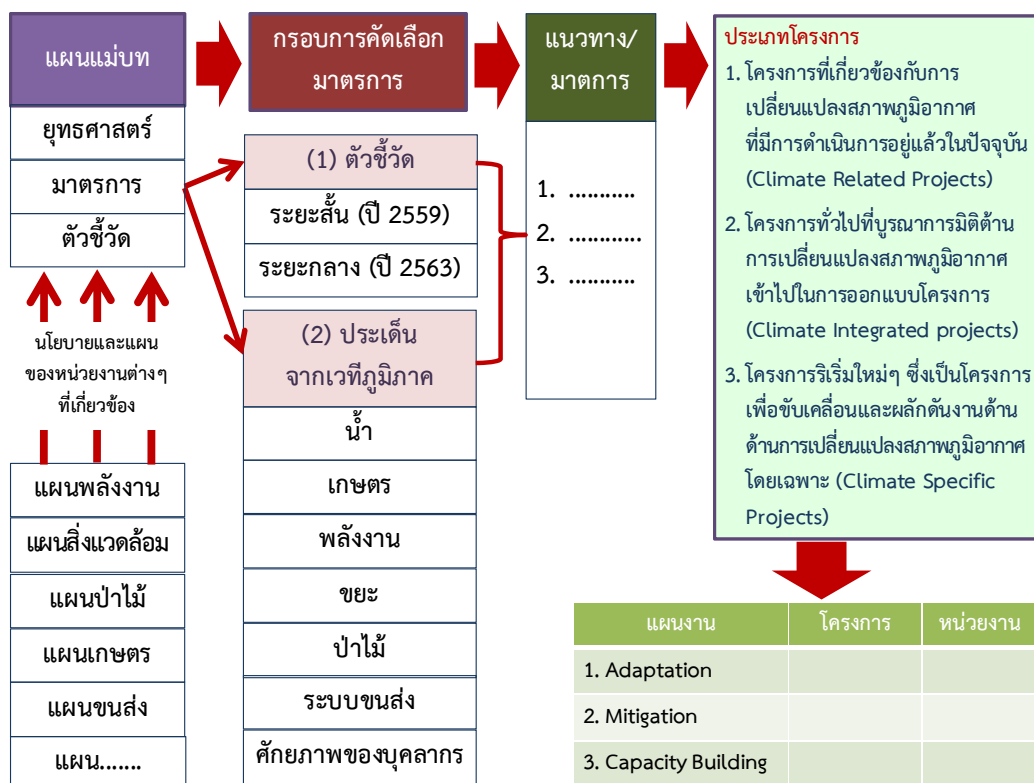 แผนแม่บท
ยุทธศาสตร์
มาตรการ
ตัวชี้วัด
นโยบายและแผน
ของหน่วยงานต่างๆ
ที่เกี่ยวข้อง
แผนพลังงาน
แผนสิ่งแวดล้อม
แผนป่าไม้
แผนเกษตร
แผนขนส่ง
แผน.......
กรอบการคัดเลือก
มาตรการ
(1) ตัวชี้วัด
ระยะสั้น (ปี 2559)
ระยะกลาง (ปี 2563)
(2) ประเด็น
จากเวทีภูมิภาค
น้ำ
เกษตร
พลังงาน
ขยะ
ป่าไม้
ระบบขนส่ง
ศักยภาพของบุคลากร
แนวทาง/
มาตการ
1. ...........
2. ............
3. ...........
ประเภทโครงการ
1. โครงการที่เกี่ยวข้องกับการ
เปลี่ยนแปลงสภาพภูมิอากาศ
ที่มีการดำเนินการอยู่แล้วในปัจจุบัน
(Climate Related Projects)
2. โครงการทั่วไปที่บูรณาการมิติด้าน
การเปลี่ยนแปลงสภาพภูมิอากาศ
เข้าไปในการออกแบบโครงการ
(Climate Integrated projects)
3. โครงการริเริ่มใหม่ๆ ซึ่งเป็นโครงการ
เพื่อขับเคลื่อนและผลักดันงานด้าน
ด้านการเปลี่ยนแปลงสภาพภูมิอากาศ
โดยเฉพาะ (Climate Specific
Projects)
แผนงาน โครงการ หน่วยงาน
1. Adaptation
2. Mitigation
3. Capacity Building